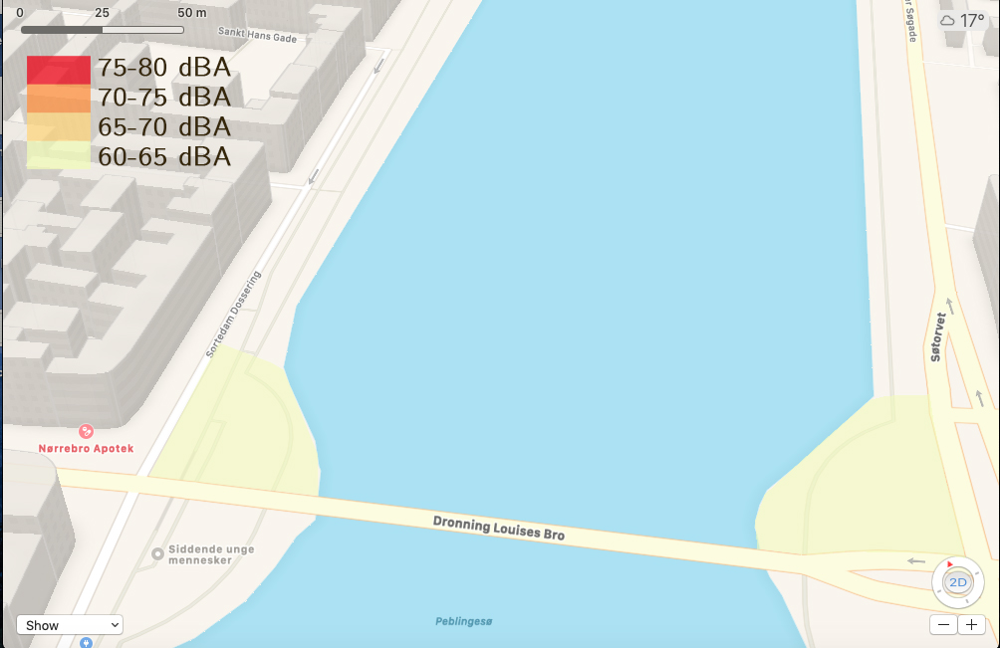 0 25 50 m
Sankt Hans Gade
Søgade
17°
75-80 dBA
70-75 dBA
65-70 dBA
60-65 dBA
Sortedam Dossering
Søtorvet
Nørrebro Apotek
Dronning Louises Bro
Siddende unge
mennesker
2D
Peblingesø
Show